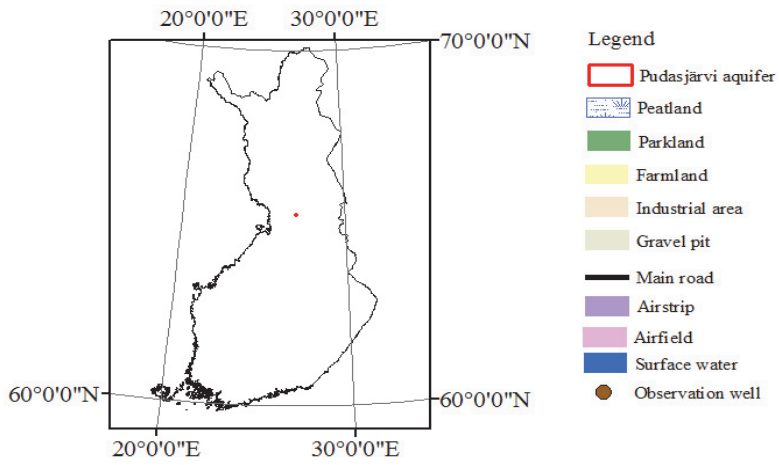 20°0'0"E
30°0'0"E
70°0'0"N
60°0'0"N
60°0'0"N
20°0'0"E
30°0'0"E
Legend
Pudasjärvi aquifer
Peatland
Parkland
Farmland
Industrial area
Gravel pit
Main road
Airstrip
Airfield
Surface water
Observation well